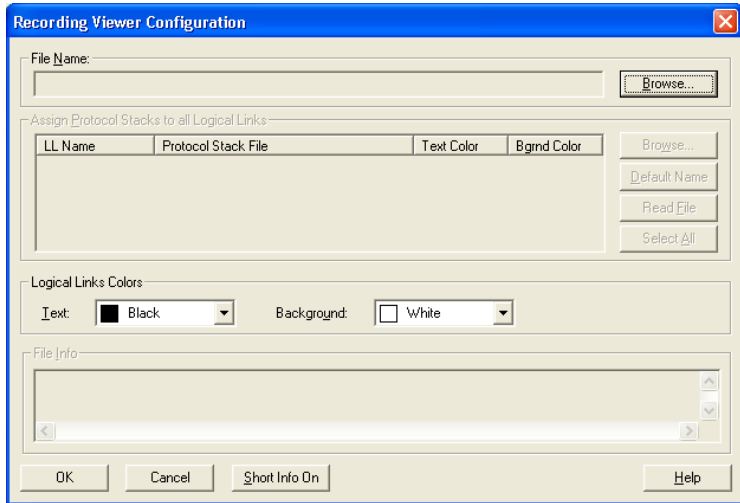 Recording Viewer Configuration
File Name:
Browse...
Assign Protocol Stacks to all Logical Links
LL Name Protocol Stack File Text Color Bgrnd Color
Browse...
Default Name
Read File
Select All
Logical Links Colors
Text: Black Background: White
File Info
OK Cancel Short Info On Help